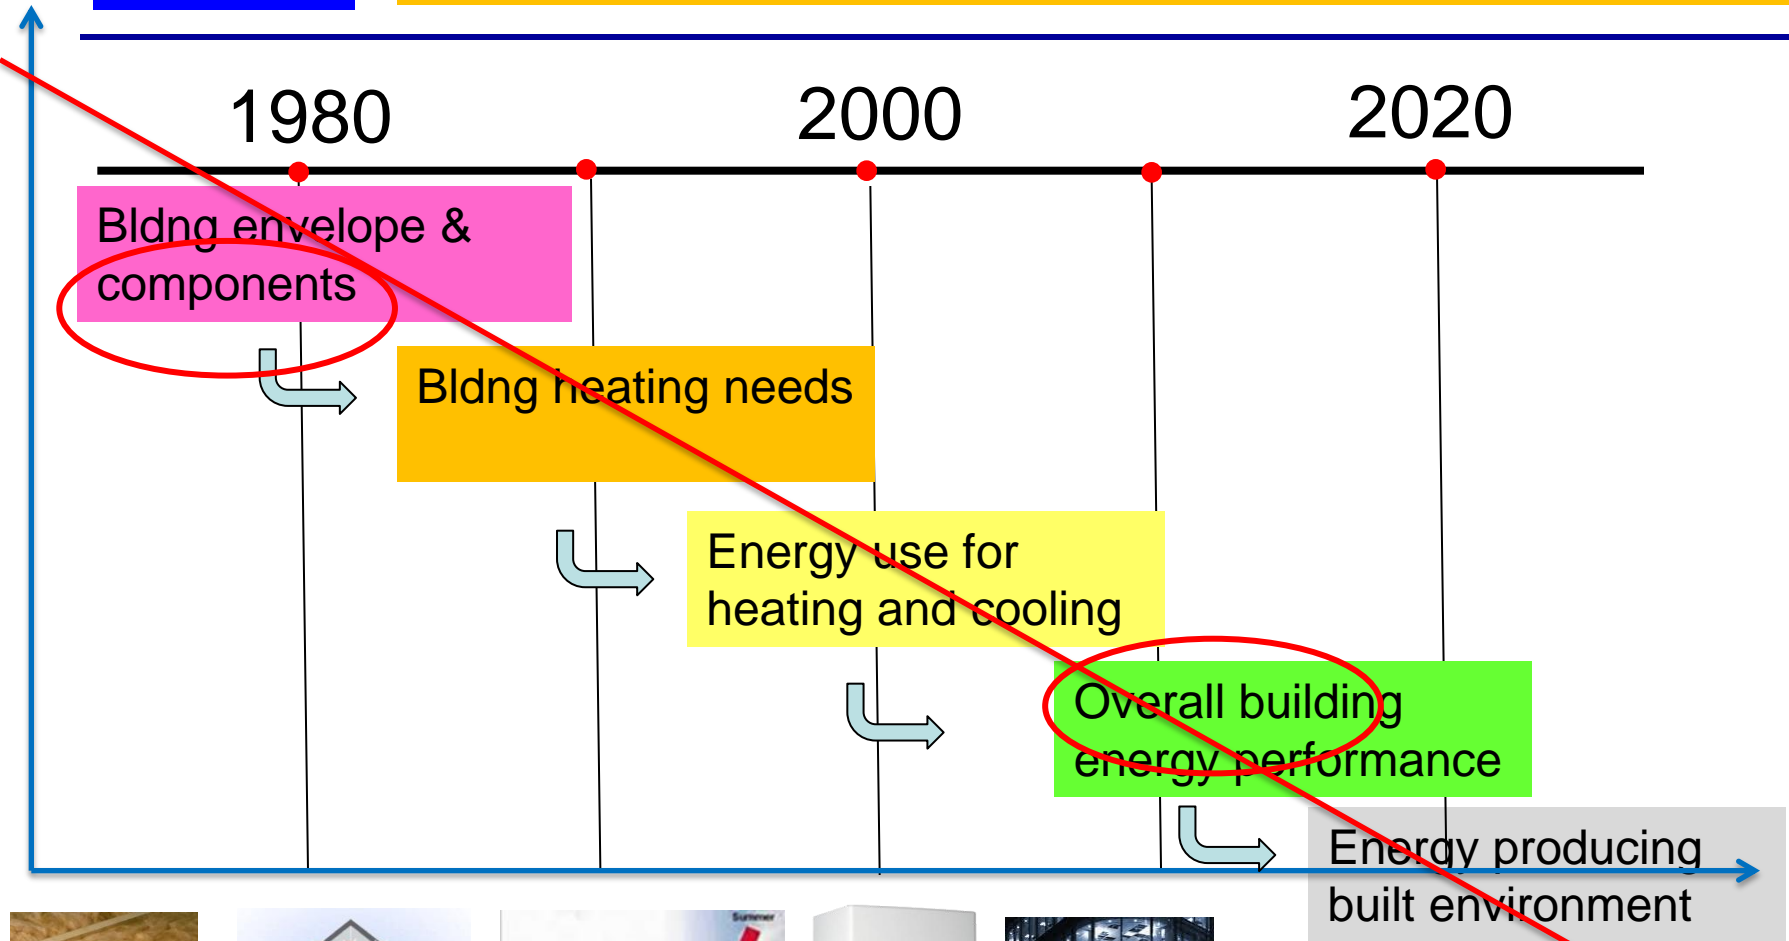 1980
2000
2020
Bldng envelope &
components
Bldng heating needs
Energy use for
heating and cooling
Overall building
energy performance
Energy producing
built environment
Summer